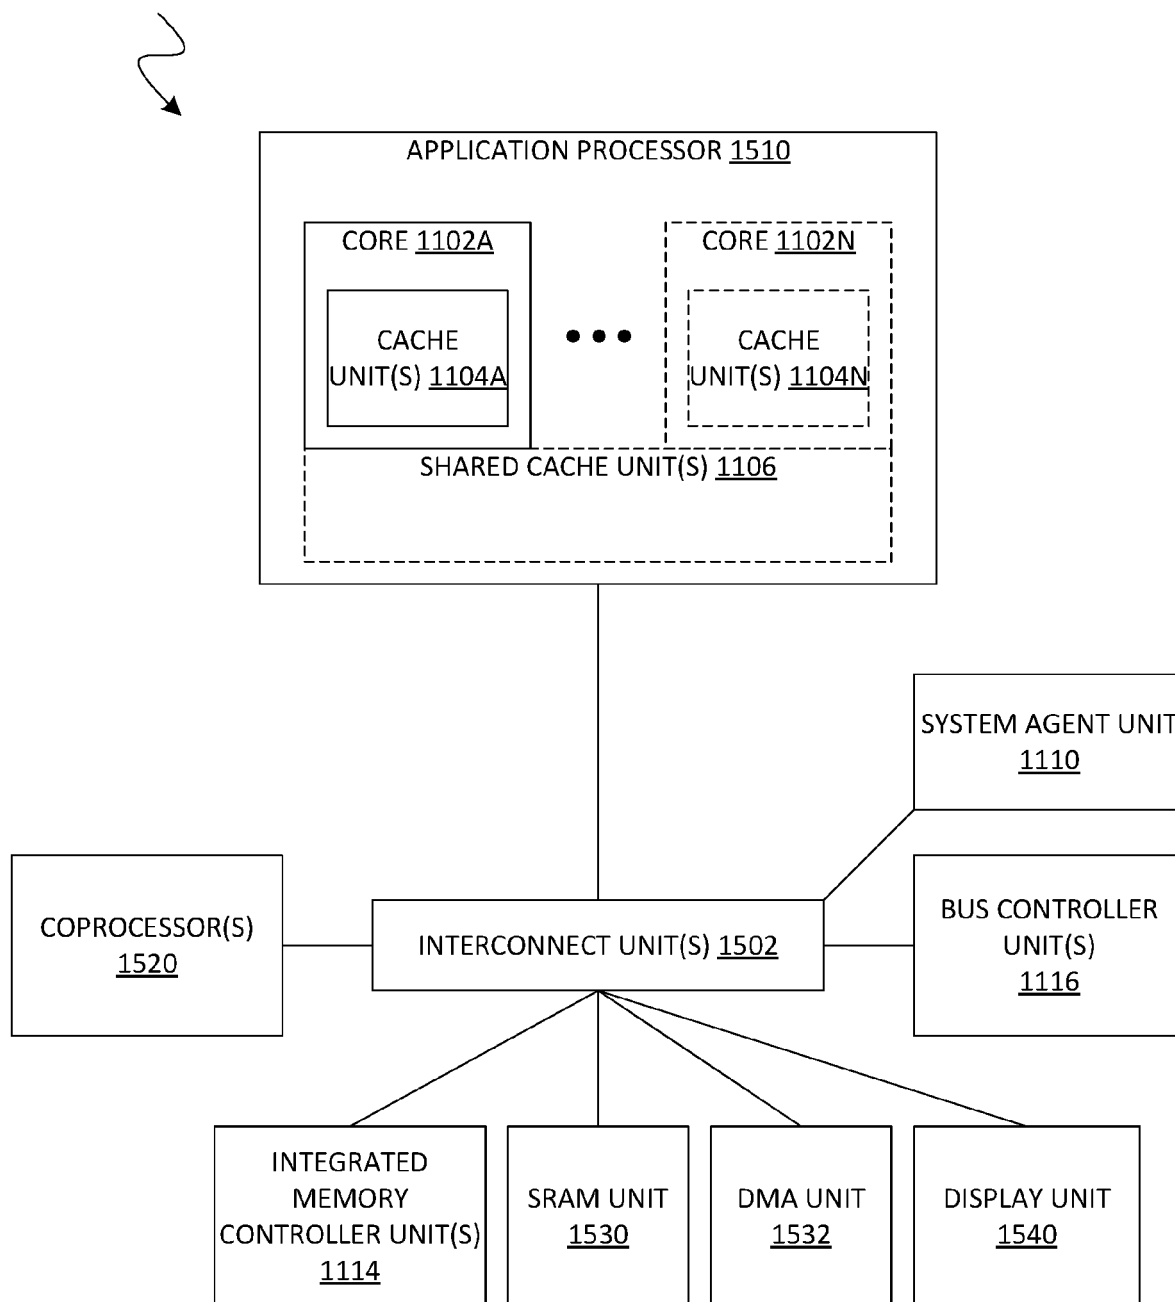 APPLICATION PROCESSOR 1510
CORE 1102A
CORE 1102N
CACHE
UNIT(S) 1104A
CACHE
UNIT(S) 1104N
SHARED CACHE UNIT(S) 1106
SYSTEM AGENT UNIT
1110
COPROCESSOR(S)
1520
INTERCONNECT UNIT(S) 1502
BUS CONTROLLER
UNIT(S)
1116
INTEGRATED
MEMORY
CONTROLLER UNIT(S)
1114
SRAM UNIT
1530
DMA UNIT
1532
DISPLAY UNIT
1540